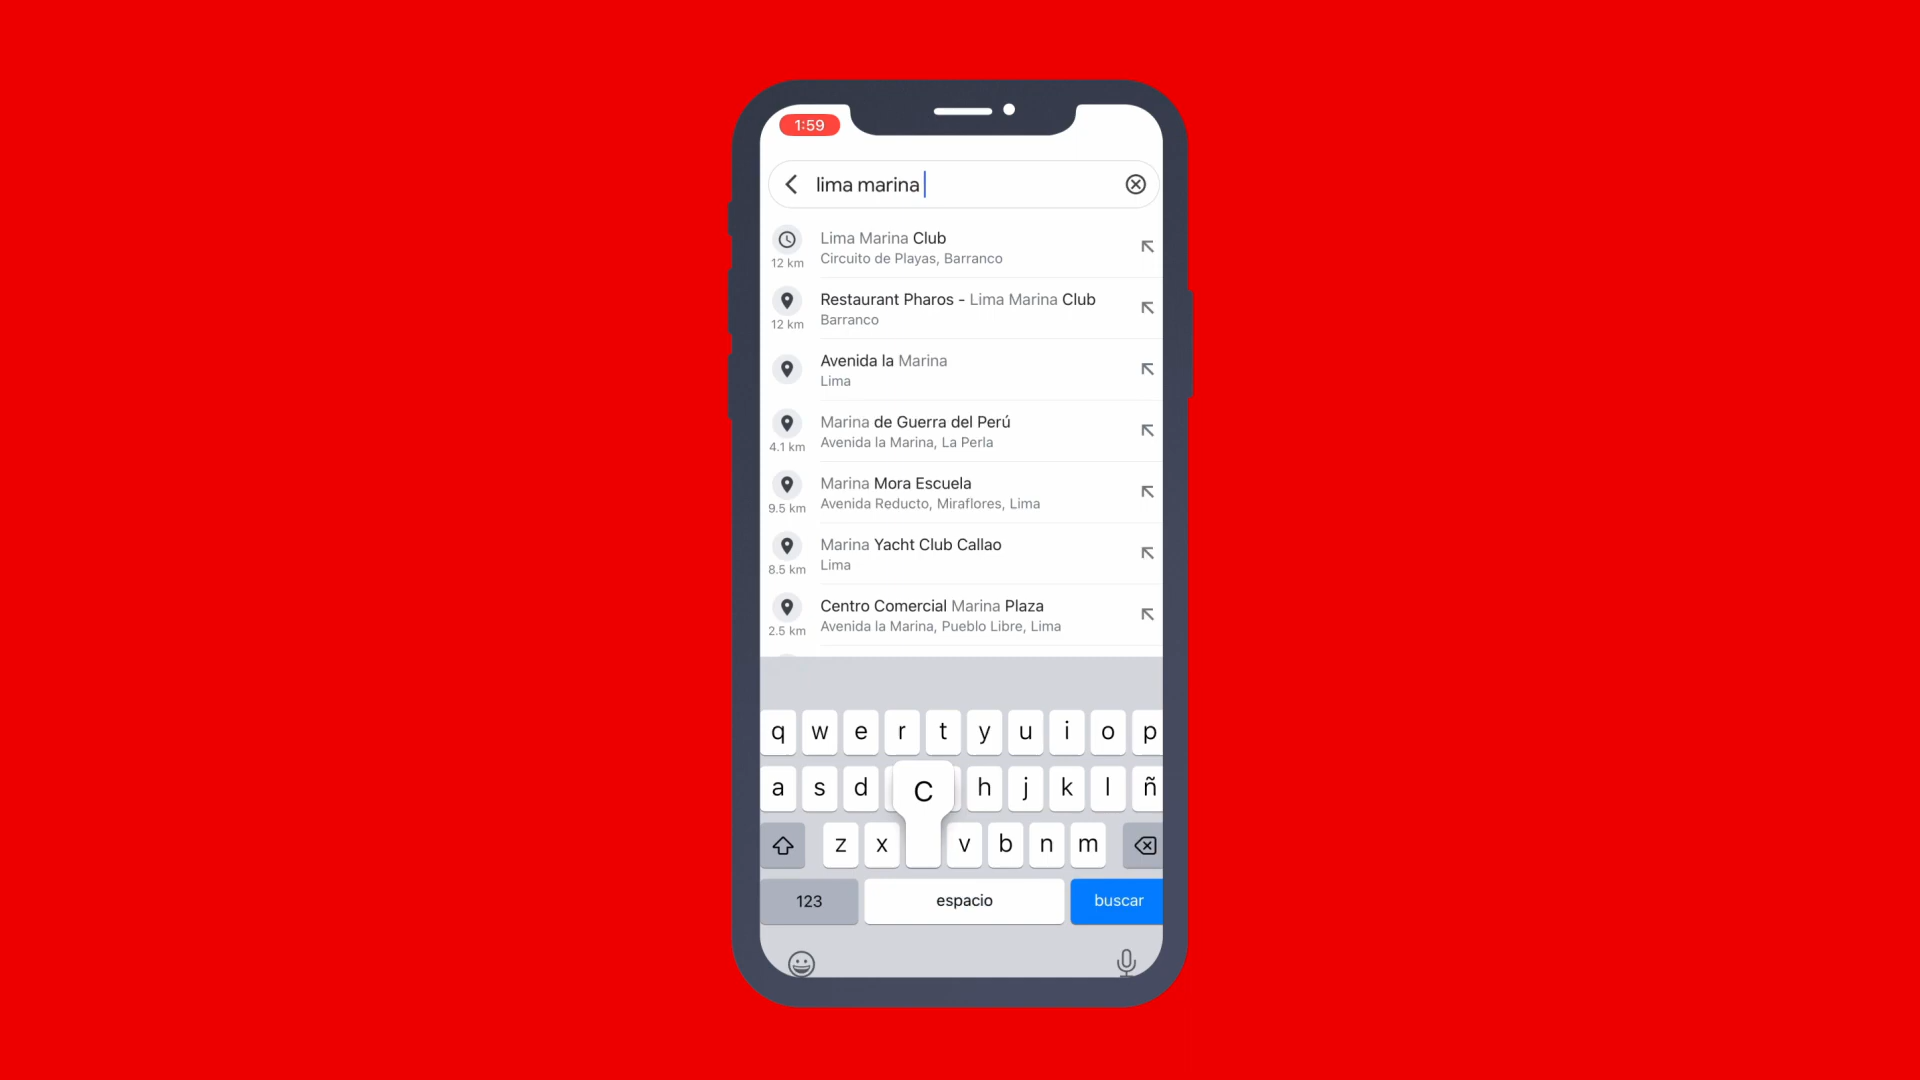 1:59
lima marina
Lima Marina Club
12 km
Circuito de Playas, Barranco
Restaurant Pharos - Lima Marina Club
12 km
Barranco
Avenida la Marina
Lima
Marina de Guerra del Perú
4.1 km
Avenida la Marina, La Perla
Marina Mora Escuela
9.5 km
Avenida Reducto, Miraflores, Lima
Marina Yacht Club Callao
8.5 km
Lima
Centro Comercial Marina Plaza
2.5 km
Avenida la Marina, Pueblo Libre, Lima
q w e r t y u i o p
a s d C h j k l ñ
z x v b n m
123 espacio buscar